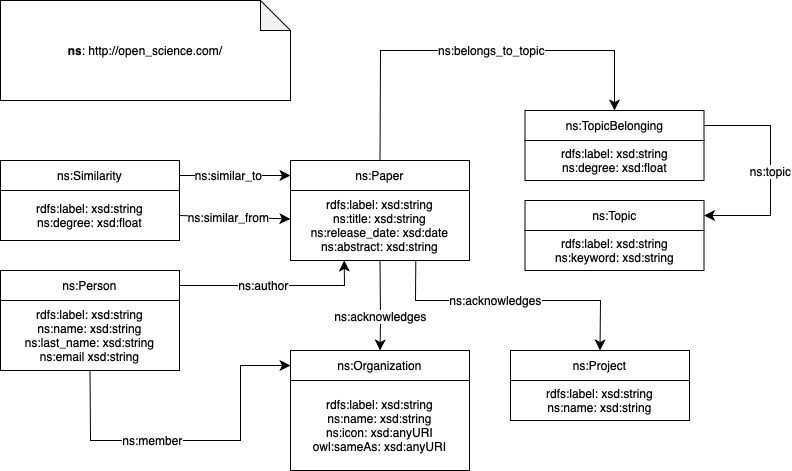 ns: http://open_science.com/
ns:belongs_to_topic
ns:TopicBelonging
rdfs:label: xsd:string
ns:degree: xsd:float
ns:topic
ns:Similarity
rdfs:label: xsd:string
ns:degree: xsd:float
ns:similar_to
ns:similar_from
ns:Paper
rdfs:label: xsd:string
ns:title: xsd:string
ns:release_date: xsd:date
ns:abstract: xsd:string
ns:Topic
rdfs:label: xsd:string
ns:keyword: xsd:string
ns:Person
rdfs:label: xsd:string
ns:name: xsd:string
ns:last_name: xsd:string
ns:email xsd:string
ns:author
ns:acknowledges
ns:acknowledges
ns:member
ns:Organization
rdfs:label: xsd:string
ns:name: xsd:string
ns:icon: xsd:anyURI
owl:sameAs: xsd:anyURI
ns:Project
rdfs:label: xsd:string
ns:name: xsd:string